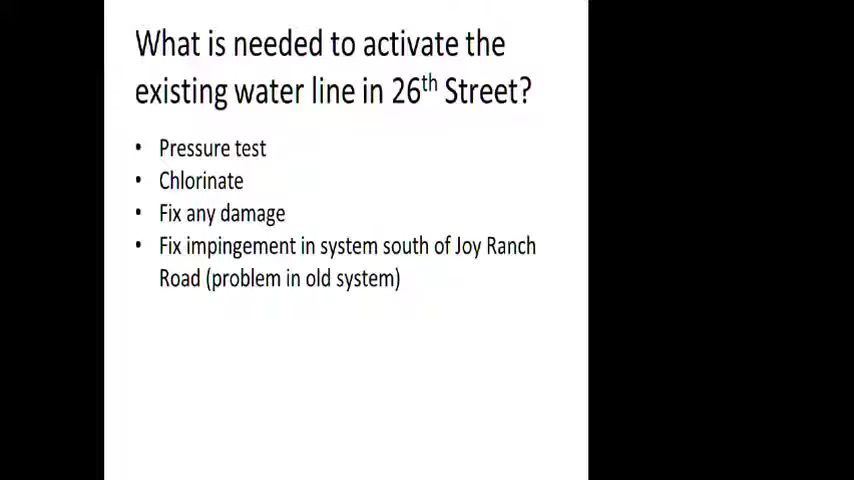 What is needed to activate the
existing water line in 26th Street?
• Pressure test
• Chlorinate
• Fix any damage
• Fix impingement in system south of Joy Ranch
Road (problem in old system)